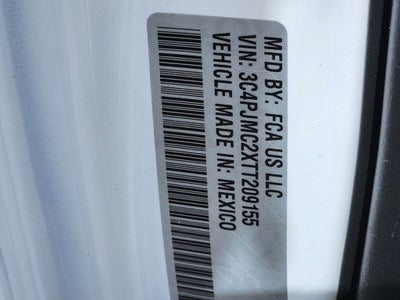 MFD BY: FCA US LLC
VIN: 3C4PJMC2XTT209155
VEHICLE MADE IN: MEXICO